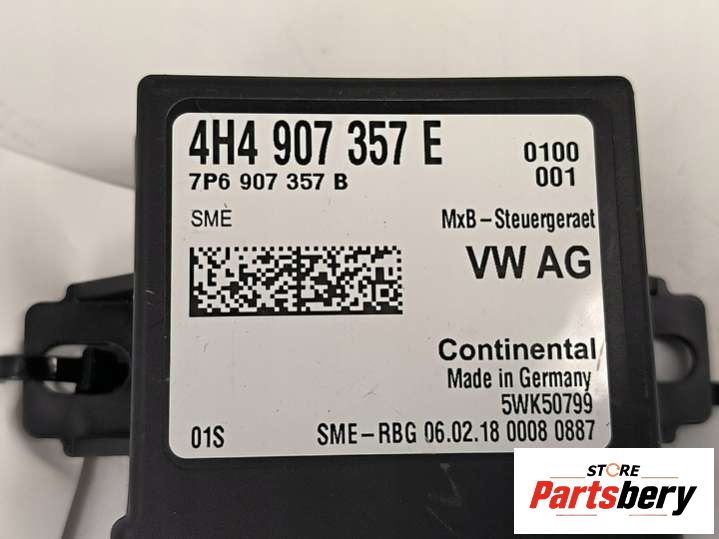 4H4 907 357 E
0100
7P6 907 357 B
001
SME
MxB-Steuergeraet
VW AG
Continental
Made in Germany
5WK50799
01S
SME-RBG 06.02.18 0008 0887
STORE
Partsbery